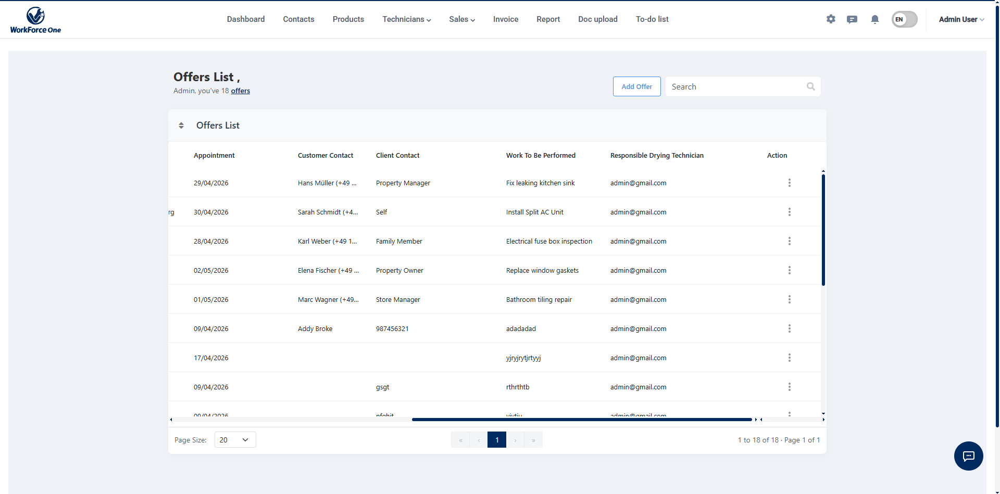 WorkForce One
Dashboard Contacts Products Technicians Sales Invoice Report Doc upload To-do list EN Admin User
Offers List ,
Admin, you've 18 offers
Add Offer Search
Offers List
Appointment Customer Contact Client Contact Work To Be Performed Responsible Drying Technician Action
29/04/2026 Hans Müller (+49 ... Property Manager Fix leaking kitchen sink admin@gmail.com
rg 30/04/2026 Sarah Schmidt (+4... Self Install Split AC Unit admin@gmail.com
28/04/2026 Karl Weber (+49 1... Family Member Electrical fuse box inspection admin@gmail.com
02/05/2026 Elena Fischer (+49 ... Property Owner Replace window gaskets admin@gmail.com
01/05/2026 Marc Wagner (+49... Store Manager Bathroom tiling repair admin@gmail.com
09/04/2026 Addy Broke 987456321 adadadad admin@gmail.com
17/04/2026 yjryjrytjrtyyj admin@gmail.com
09/04/2026 gsgt rthrthtb admin@gmail.com
09/04/2026 admin@gmail.com
Page Size: 20 « ‹ 1 › » 1 to 18 of 18 · Page 1 of 1